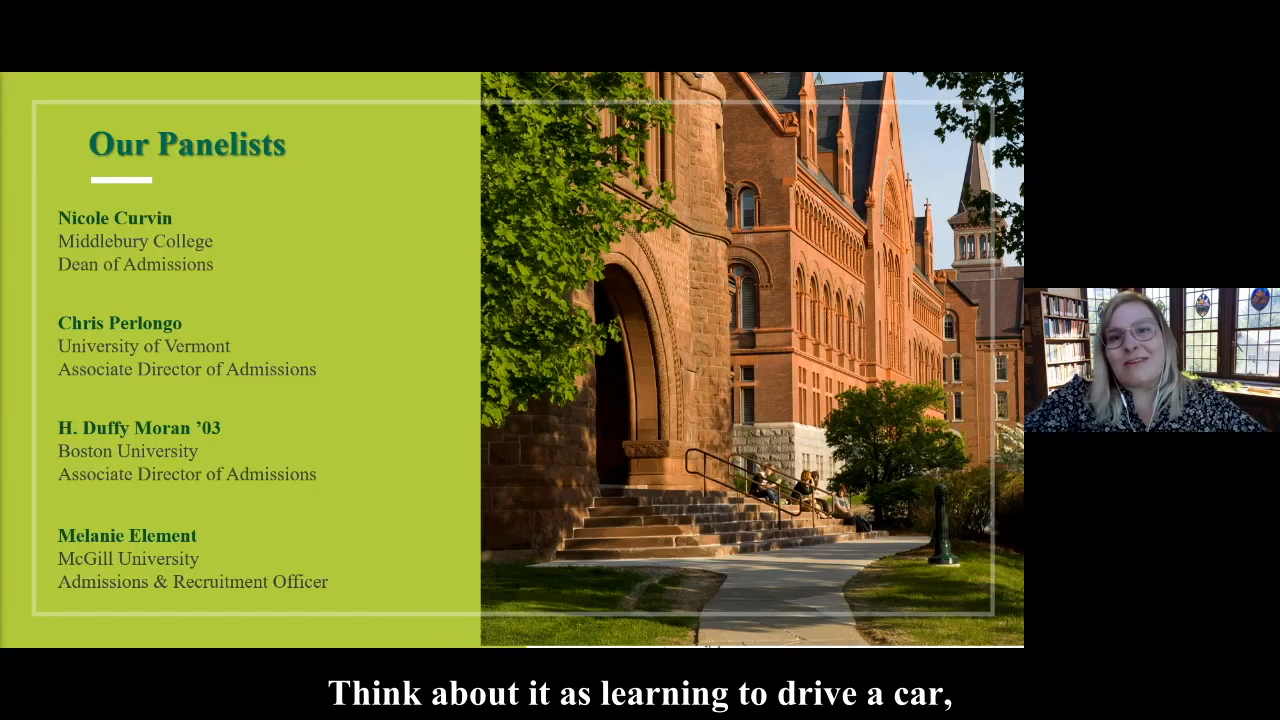 Our Panelists
Nicole Curvin
Middlebury College
Dean of Admissions
Chris Perlongo
University of Vermont
Associate Director of Admissions
H. Duffy Moran ’03
Boston University
Associate Director of Admissions
Melanie Element
McGill University
Admissions & Recruitment Officer
Think about it as learning to drive a car,